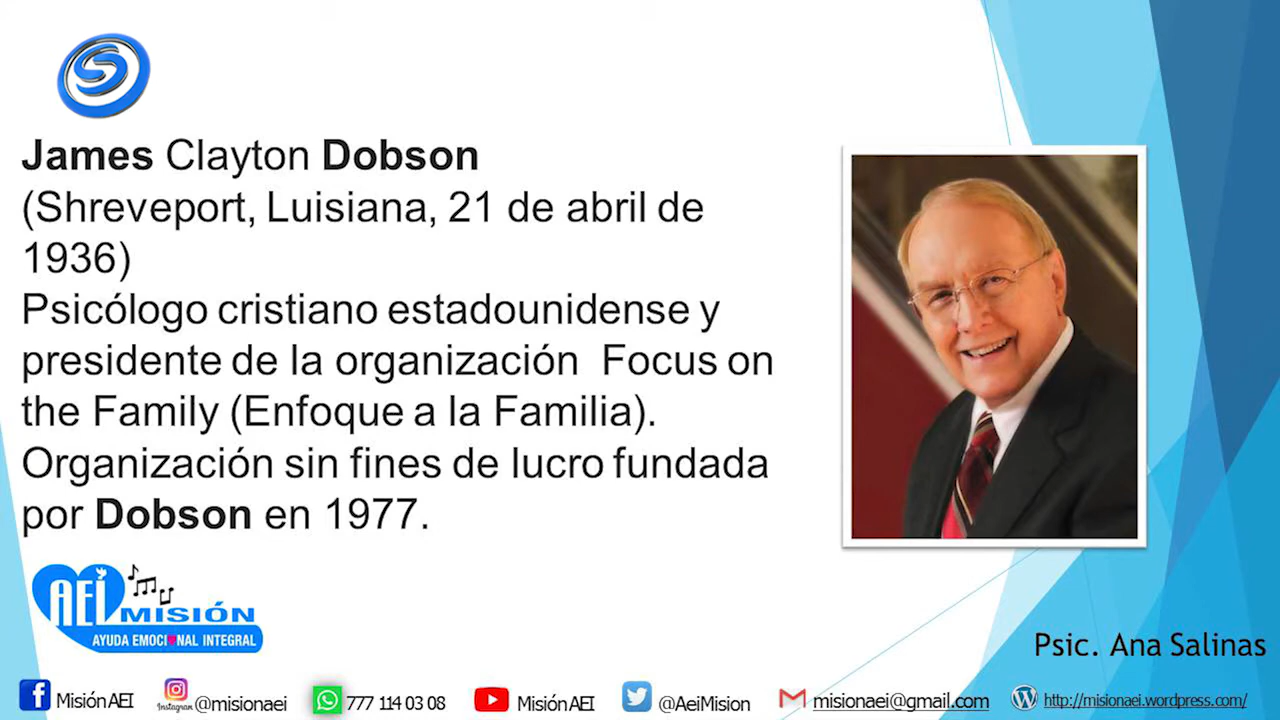 James Clayton Dobson
(Shreveport, Luisiana, 21 de abril de
1936)
Psicólogo cristiano estadounidense y
presidente de la organización  Focus on
the Family (Enfoque a la Familia).
Organización sin fines de lucro fundada
por Dobson en 1977.
AEI
MISIÓN
AYUDA EMOCIONAL INTEGRAL
Psic. Ana Salinas
Misión AEI
Instagram @misionaei
777 114 03 08
Misión AEI
@AeiMision
misionaei@gmail.com
http://misionaei.wordpress.com/